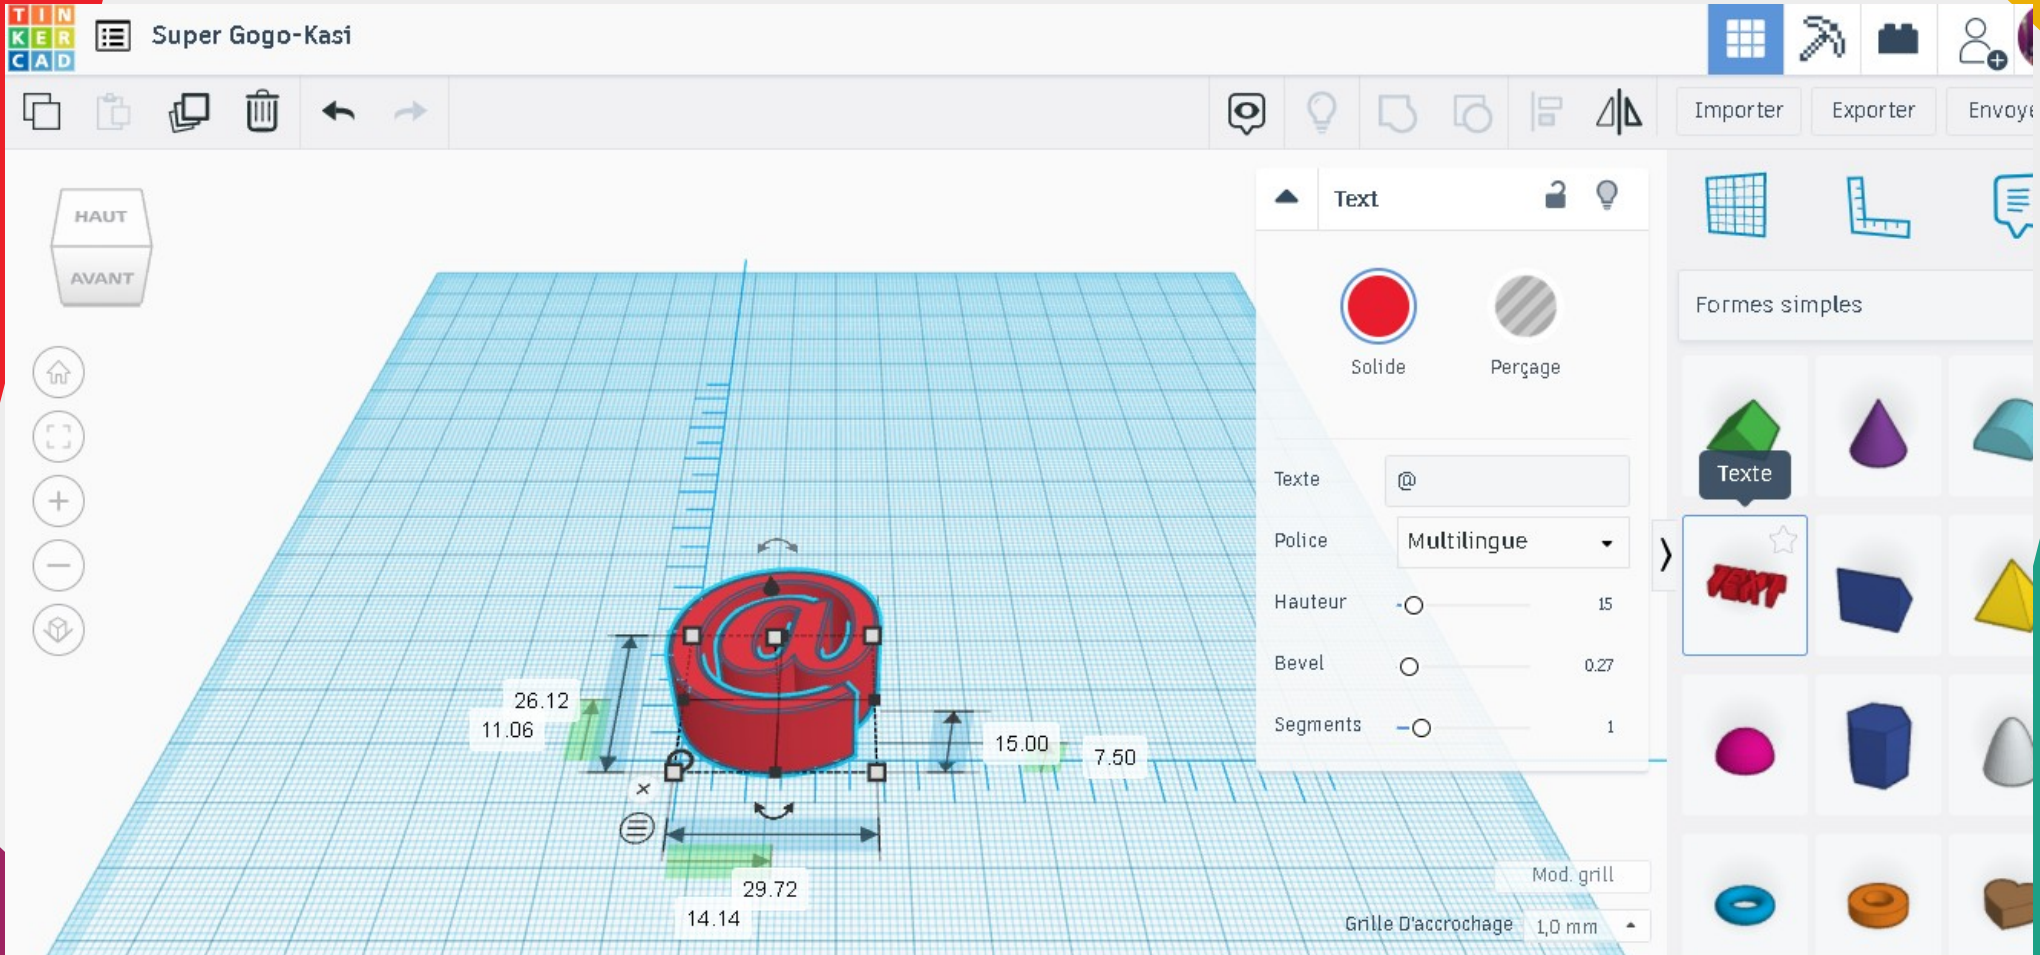 TIN
KER
CAD
Super Gogo-Kasi
Importer
Exporter
HAUT
AVANT
Text
Solide
Perçage
Texte
@
Police
Multilingue
Hauteur
15
Bevel
0.27
Segments
1
Formes simples
Texte
TEXT
@
26.12
11.06
15.00
7.50
29.72
14.14
Mod. grill
Grille D'accrochage
1,0 mm